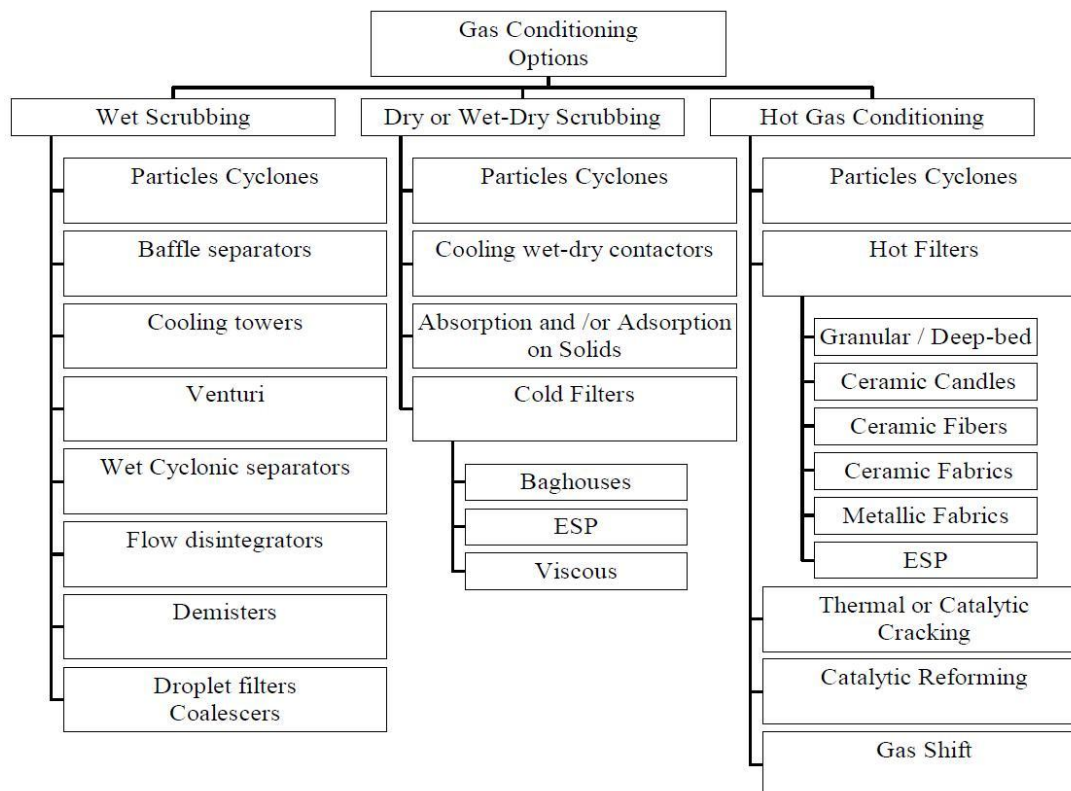 Gas Conditioning
Options
Wet Scrubbing
Dry or Wet-Dry Scrubbing
Hot Gas Conditioning
Particles Cyclones
Baffle separators
Cooling towers
Venturi
Wet Cyclonic separators
Flow disintegrators
Demisters
Droplet filters
Coalescers
Particles Cyclones
Cooling wet-dry contactors
Absorption and /or Adsorption
on Solids
Cold Filters
Baghouses
ESP
Viscous
Particles Cyclones
Hot Filters
Granular / Deep-bed
Ceramic Candles
Ceramic Fibers
Ceramic Fabrics
Metallic Fabrics
ESP
Thermal or Catalytic
Cracking
Catalytic Reforming
Gas Shift